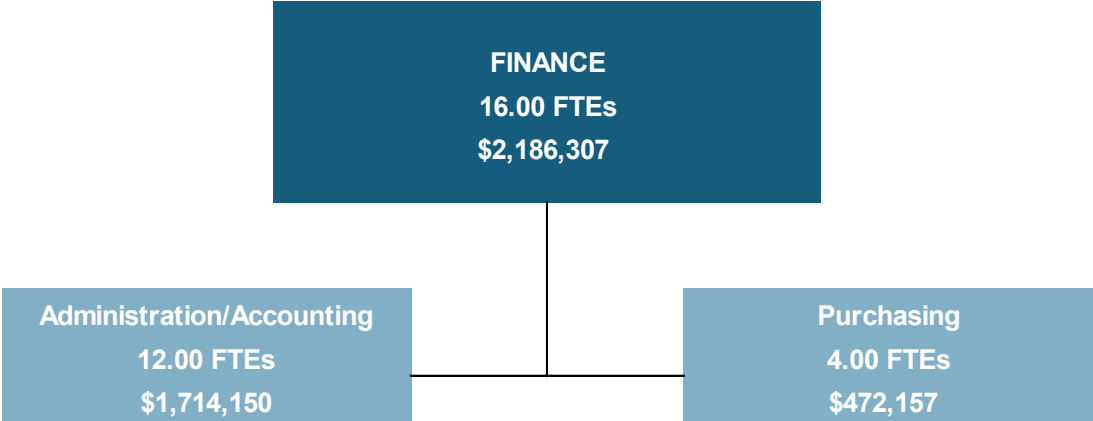 FINANCE
16.00 FTEs
$2,186,307
Administration/Accounting
12.00 FTEs
$1,714,150
Purchasing
4.00 FTEs
$472,157